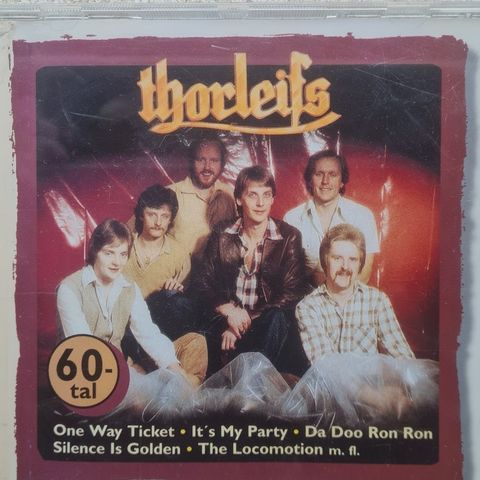 thorleifs
60-
tal
One Way Ticket • It´s My Party • Da Doo Ron Ron
Silence Is Golden • The Locomotion m. fl.